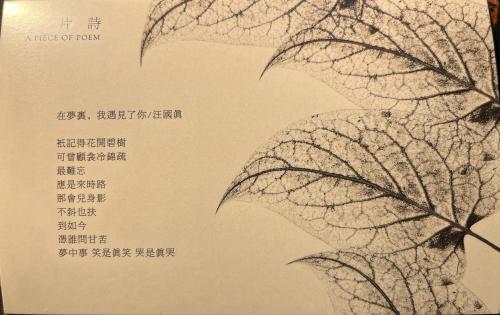 片 詩
A PIECE OF POEM
在夢裏，我遇見了你/汪國眞
衹記得花開碧樹
可曾顧衾冷錦疏
最難忘
應是來時路
那會兒身影
不斜也扶
到如今
憑誰問甘苦
夢中事 笑是眞笑 哭是眞哭